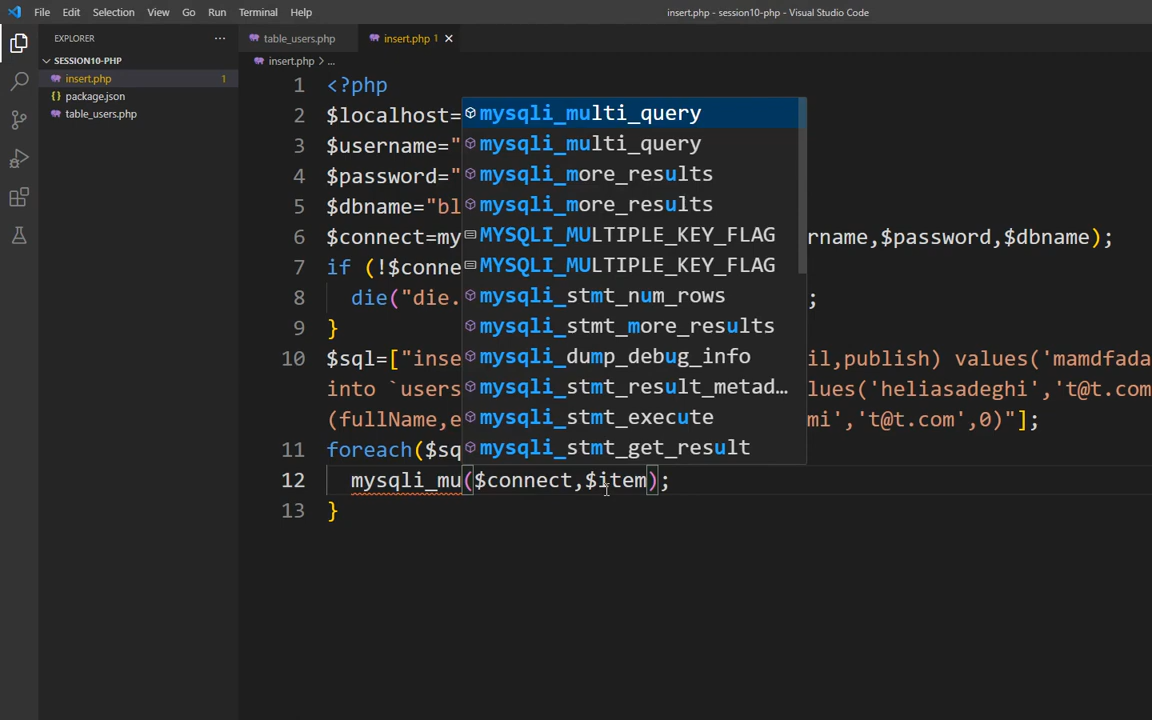 File Edit Selection View Go Run Terminal Help
insert.php - session10-php - Visual Studio Code
EXPLORER
SESSION10-PHP
insert.php 1
package.json
table_users.php
table_users.php
insert.php 1
insert.php > ...
1 <?php
2 $localhost=
3 $username="
4 $password="
5 $dbname="bl
6 $connect=my rname,$password,$dbname);
7 if (!$conne
8 die("die. ;
9 }
10 $sql=["inse il,publish) values('mamdfada
into `users lues('heliasadeghi','t@t.com
(fullName,e mi','t@t.com',0)"];
11 foreach($sq
12 mysqli_mu($connect,$item);
13 }
mysqli_multi_query
mysqli_multi_query
mysqli_more_results
mysqli_more_results
MYSQLI_MULTIPLE_KEY_FLAG
MYSQLI_MULTIPLE_KEY_FLAG
mysqli_stmt_num_rows
mysqli_stmt_more_results
mysqli_dump_debug_info
mysqli_stmt_result_metad...
mysqli_stmt_execute
mysqli_stmt_get_result